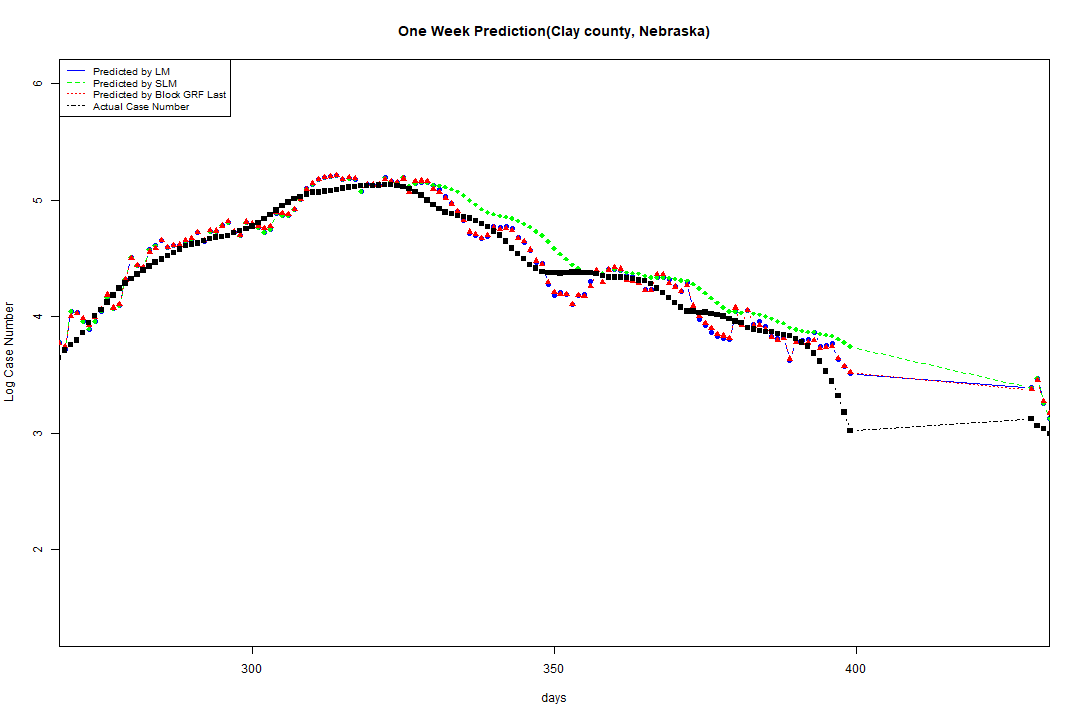 One Week Prediction(Clay county, Nebraska)
Predicted by LM
Predicted by SLM
Predicted by Block GRF Last
Actual Case Number
6
5
4
3
2
Log Case Number
300
350
400
days